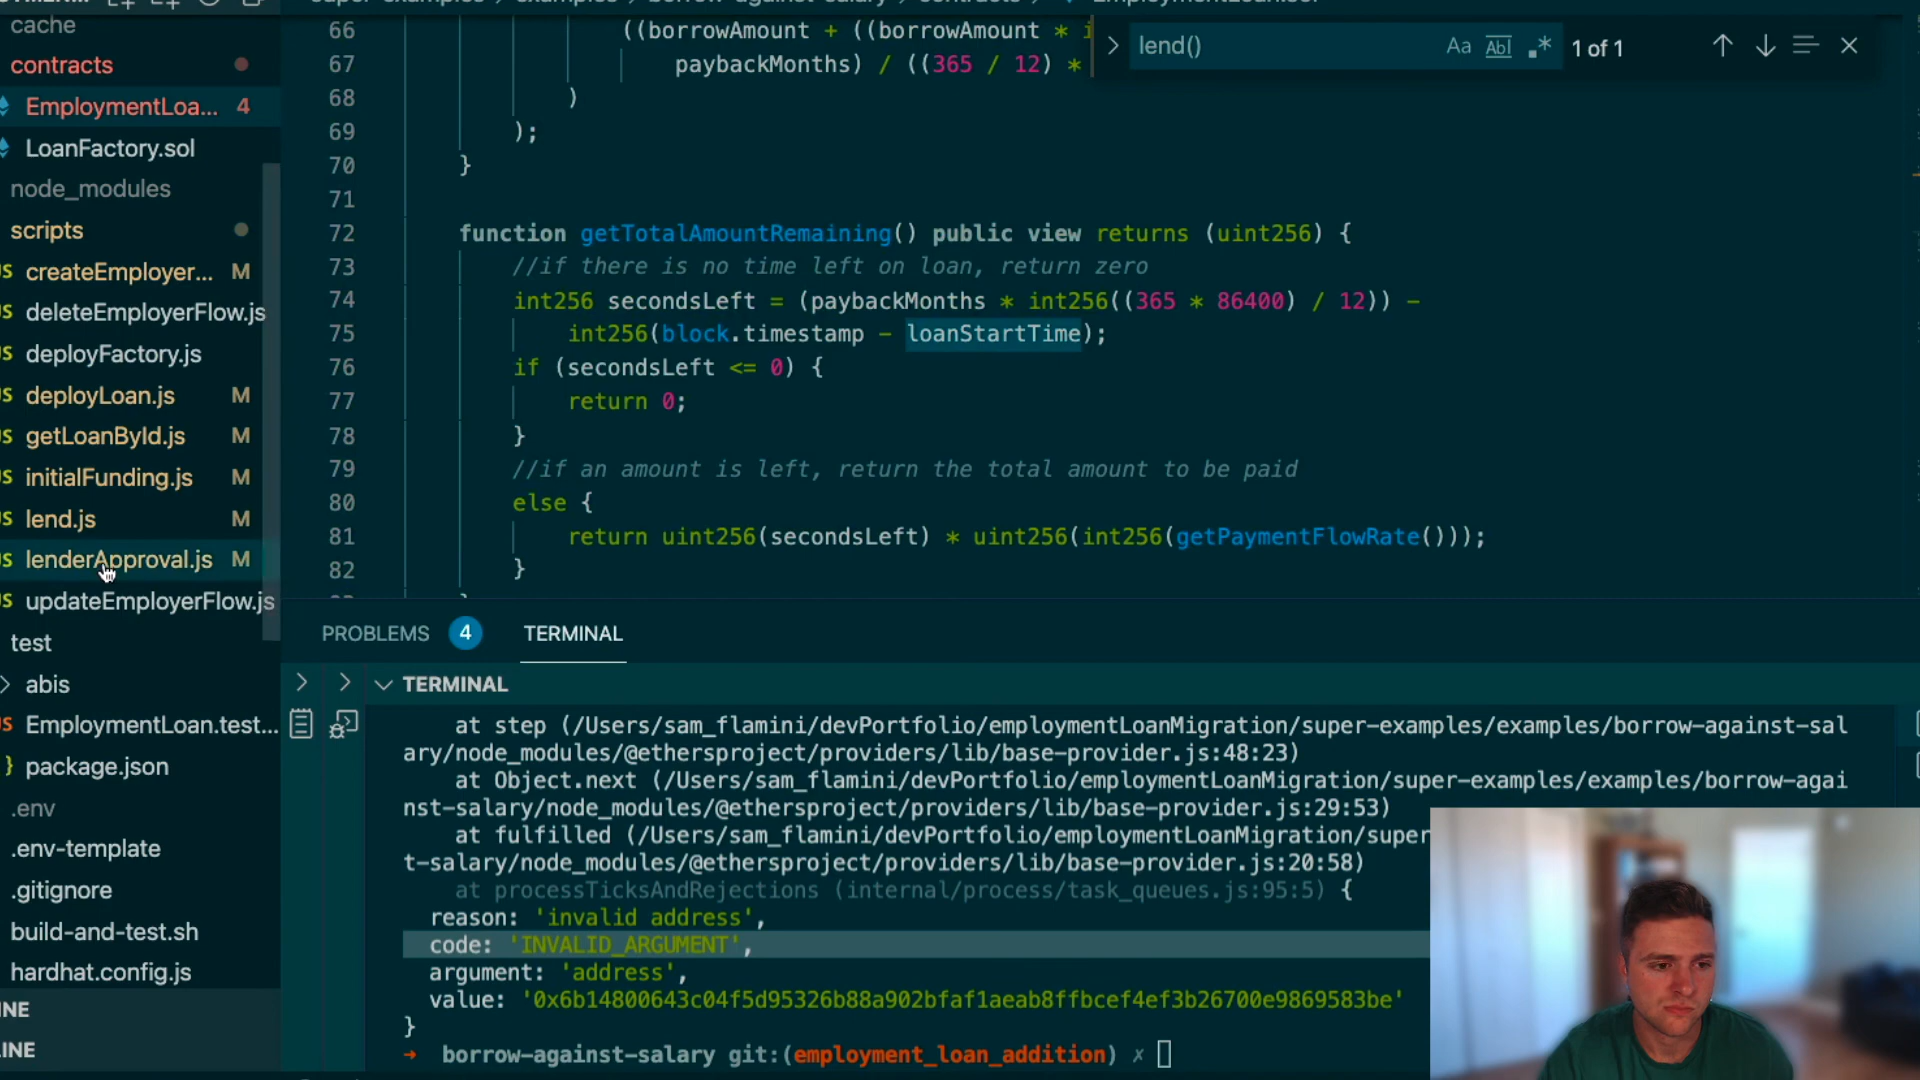 cache
contracts
EmploymentLoa... 4
LoanFactory.sol
node_modules
scripts
createEmployer... M
deleteEmployerFlow.js
deployFactory.js
deployLoan.js M
getLoanById.js M
initialFunding.js M
lend.js M
lenderApproval.js M
updateEmployerFlow.js
test
abis
EmploymentLoan.test...
package.json
.env
.env-template
.gitignore
build-and-test.sh
hardhat.config.js
INE
LINE
lend()
Aa Abl .* 1 of 1
66 ((borrowAmount + ((borrowAmount * i
67 paybackMonths) / ((365 / 12) *
68 )
69 );
70 }
71
72 function getTotalAmountRemaining() public view returns (uint256) {
73 //if there is no time left on loan, return zero
74 int256 secondsLeft = (paybackMonths * int256((365 * 86400) / 12)) -
75 int256(block.timestamp - loanStartTime);
76 if (secondsLeft <= 0) {
77 return 0;
78 }
79 //if an amount is left, return the total amount to be paid
80 else {
81 return uint256(secondsLeft) * uint256(int256(getPaymentFlowRate()));
82 }
PROBLEMS 4 TERMINAL
TERMINAL
at step (/Users/sam_flamini/devPortfolio/employmentLoanMigration/super-examples/examples/borrow-against-sal
ary/node_modules/@ethersproject/providers/lib/base-provider.js:48:23)
at Object.next (/Users/sam_flamini/devPortfolio/employmentLoanMigration/super-examples/examples/borrow-agai
nst-salary/node_modules/@ethersproject/providers/lib/base-provider.js:29:53)
at fulfilled (/Users/sam_flamini/devPortfolio/employmentLoanMigration/super
t-salary/node_modules/@ethersproject/providers/lib/base-provider.js:20:58)
at processTicksAndRejections (internal/process/task_queues.js:95:5) {
reason: 'invalid address',
code: 'INVALID_ARGUMENT',
argument: 'address',
value: '0x6b14800643c04f5d95326b88a902bfaf1aeab8ffbcef4ef3b26700e9869583be'
}
→ borrow-against-salary git:(employment_loan_addition) ✗